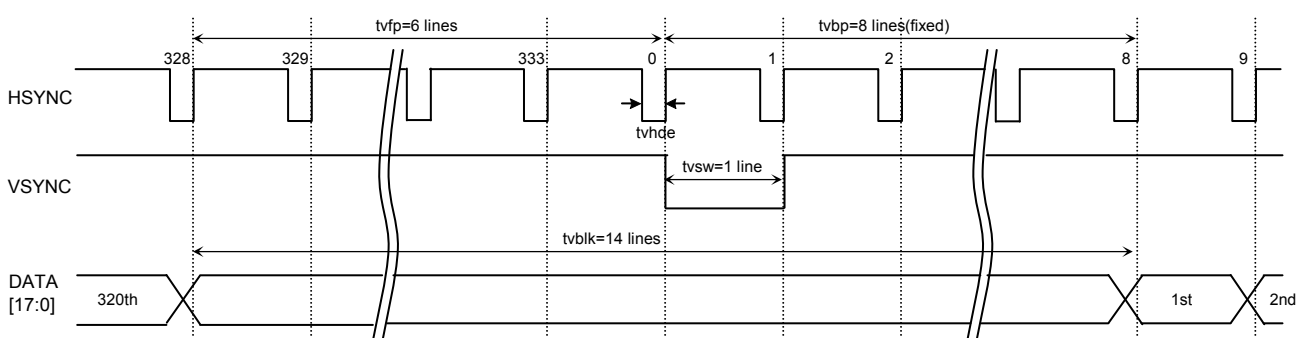 tvfp=6 lines
tvbp=8 lines(fixed)
328
329
333
0
1
2
8
9
HSYNC
tvhde
tvsw=1 line
VSYNC
tvblk=14 lines
DATA
[17:0]
320th
1st
2nd